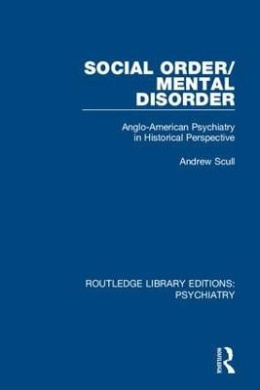 SOCIAL ORDER/
MENTAL
DISORDER
Anglo-American Psychiatry
in Historical Perspective
Andrew Scull
ROUTLEDGE LIBRARY EDITIONS:
PSYCHIATRY
ROUTLEDGE